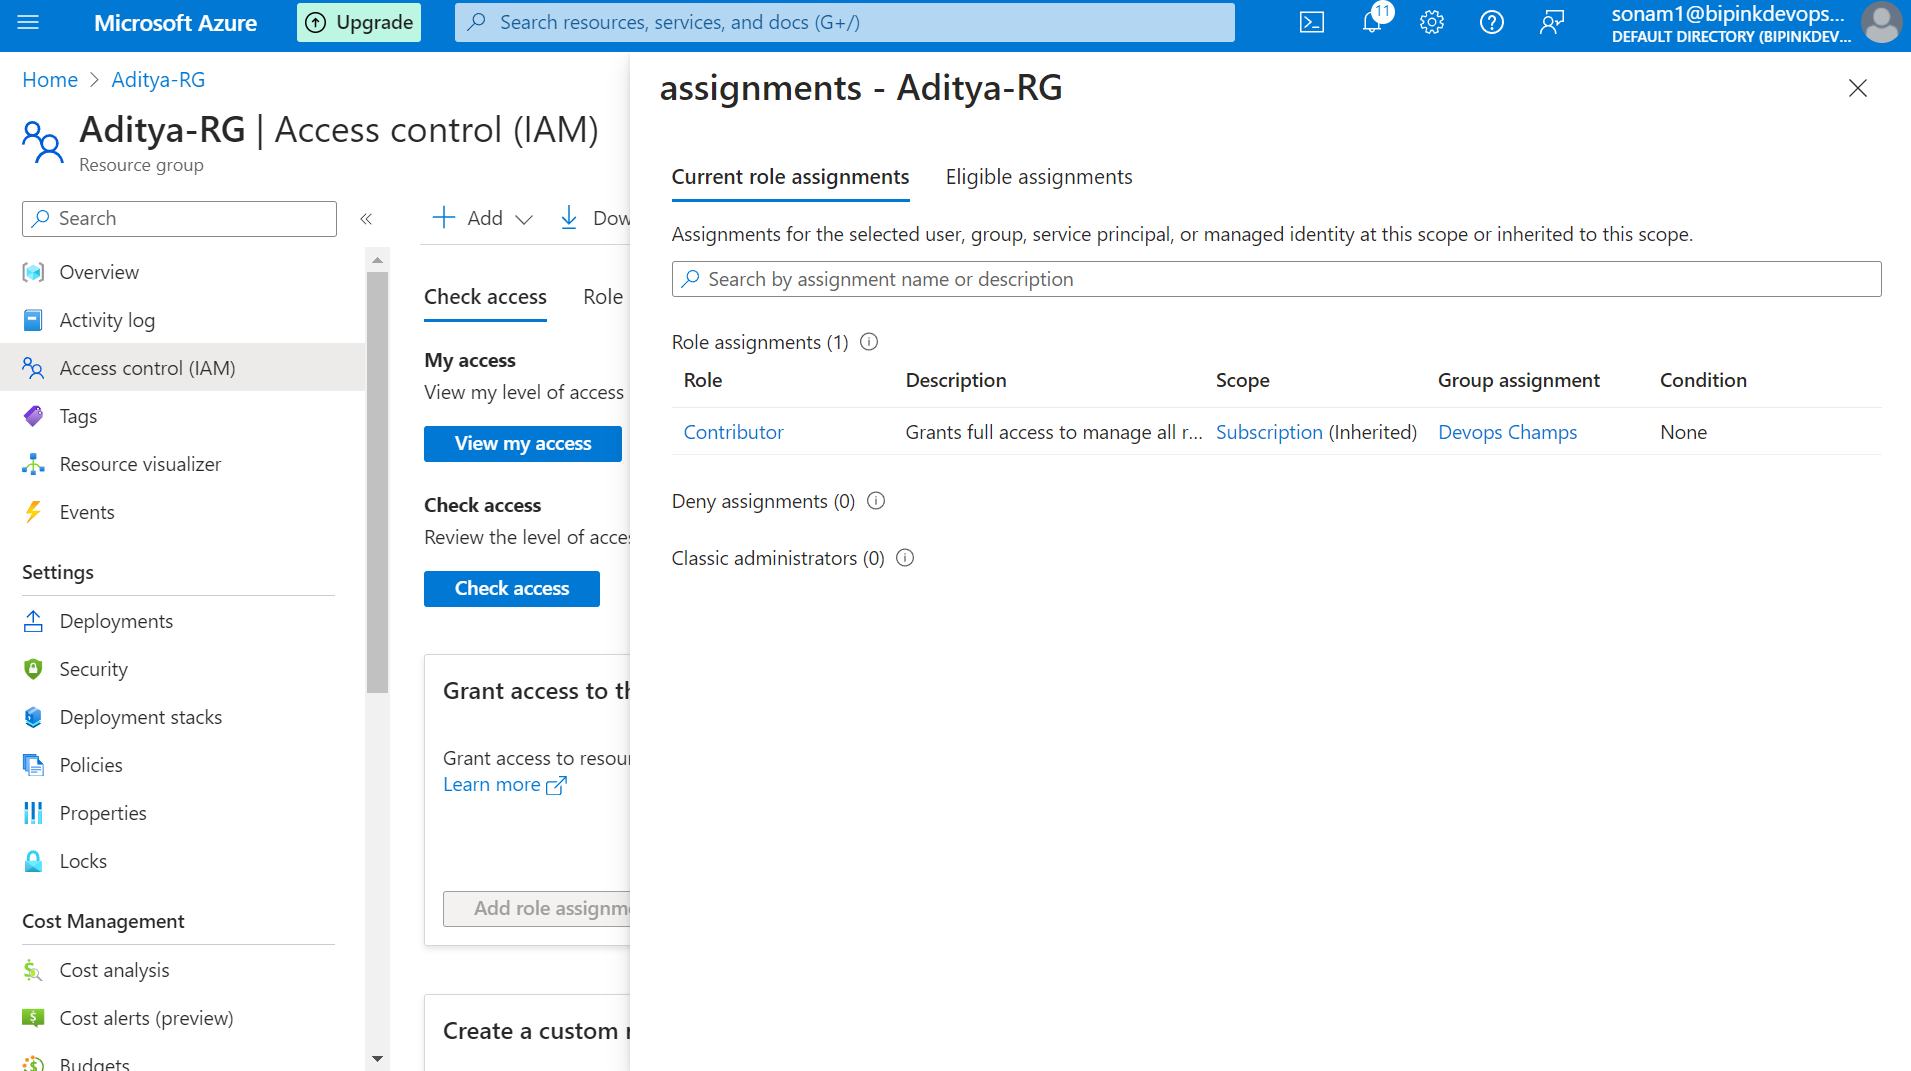 Microsoft Azure
Upgrade
Search resources, services, and docs (G+/)
11
sonam1@bipinkdevops...
DEFAULT DIRECTORY (BIPINKDEV...
Home > Aditya-RG
Aditya-RG | Access control (IAM)
Resource group
Search
Overview
Activity log
Access control (IAM)
Tags
Resource visualizer
Events
Settings
Deployments
Security
Deployment stacks
Policies
Properties
Locks
Cost Management
Cost analysis
Cost alerts (preview)
Budgets
Add
Dow
Check access
Role
My access
View my level of access
View my access
Check access
Review the level of acce
Check access
Grant access to th
Grant access to resour
Learn more
Add role assignm
Create a custom r
assignments - Aditya-RG
Current role assignments
Eligible assignments
Assignments for the selected user, group, service principal, or managed identity at this scope or inherited to this scope.
Search by assignment name or description
Role assignments (1)
Role Description Scope Group assignment Condition
Contributor Grants full access to manage all r... Subscription (Inherited) Devops Champs None
Deny assignments (0)
Classic administrators (0)